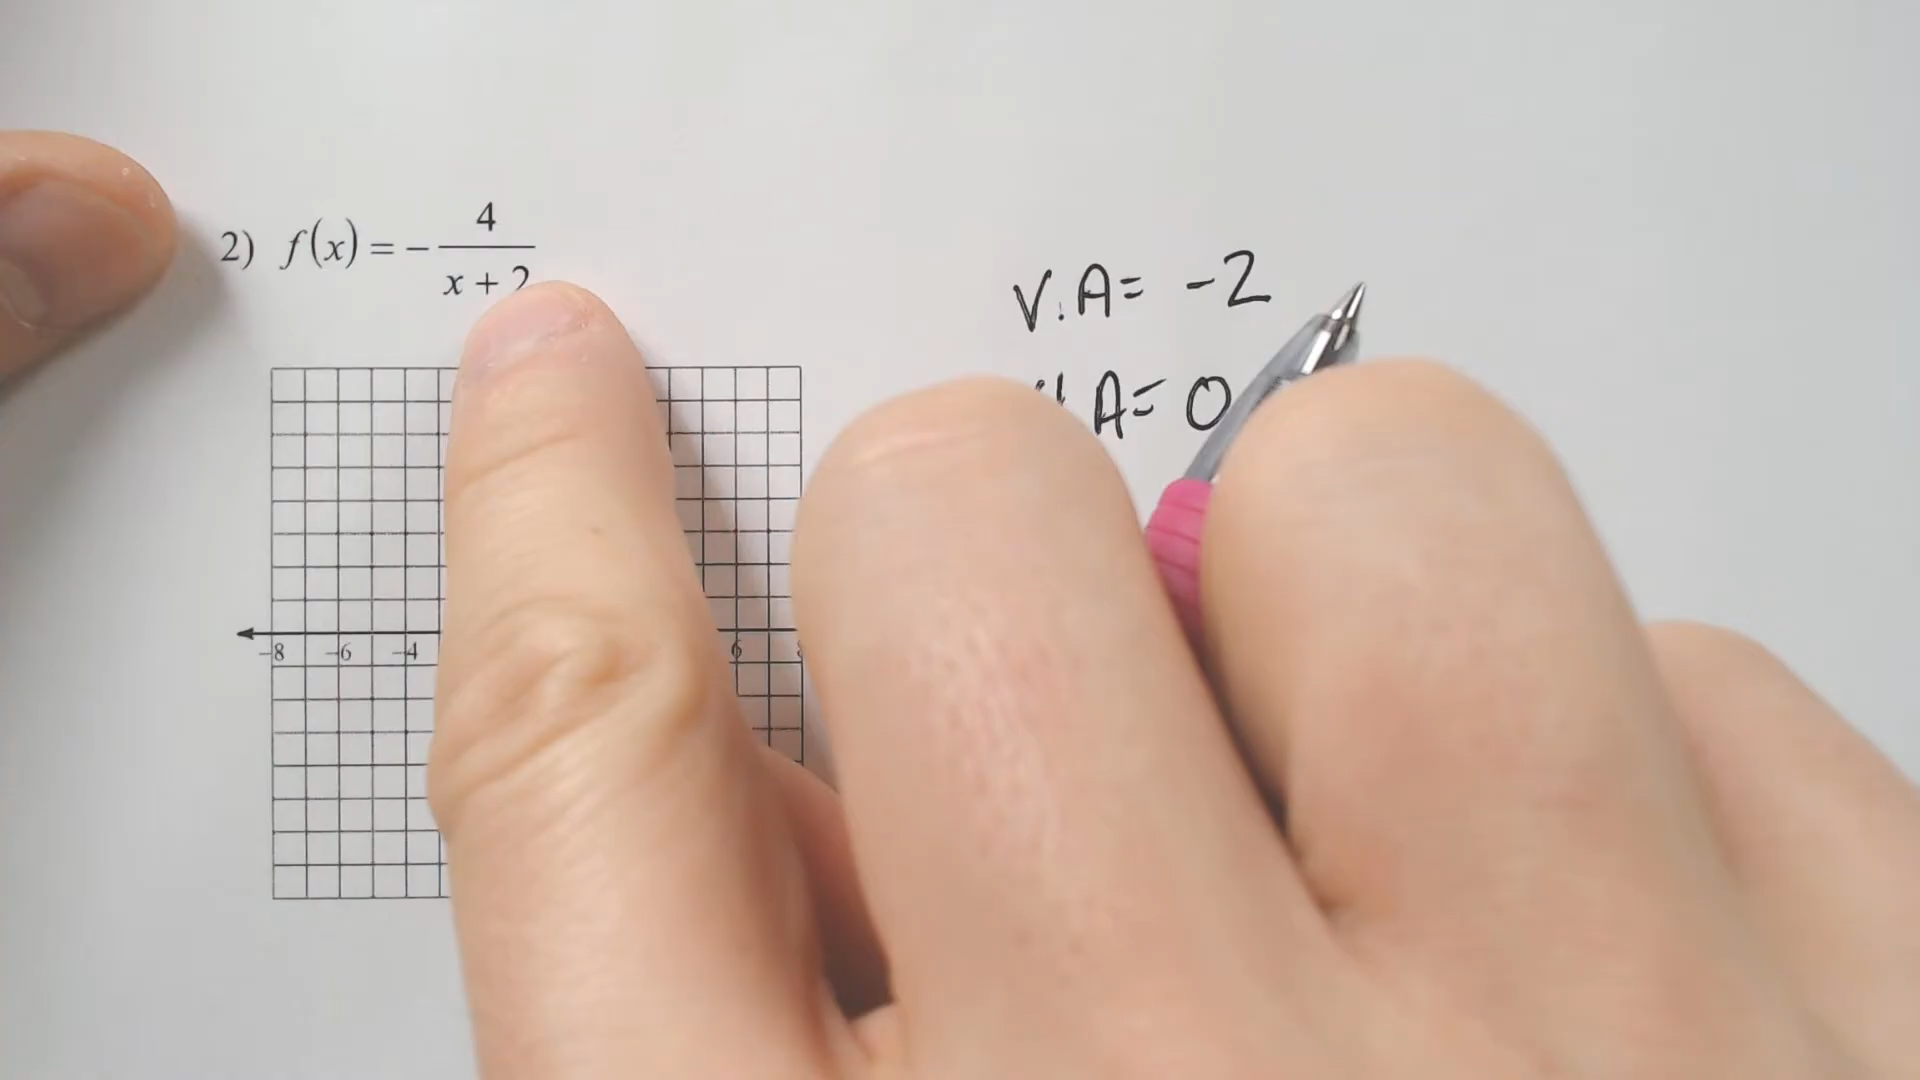 2) f(x) = - 4 / x + 2
V.A = -2
A = 0
-8 -6 -4 6